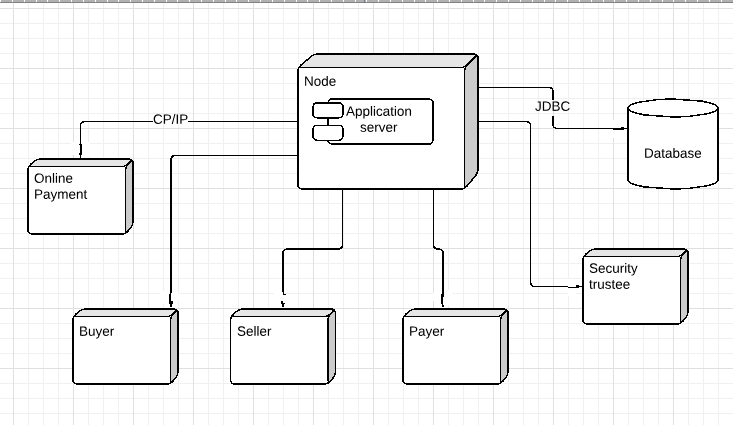 Node
Application
server
CP/IP
JDBC
Database
Online
Payment
Security
trustee
Buyer
Seller
Payer